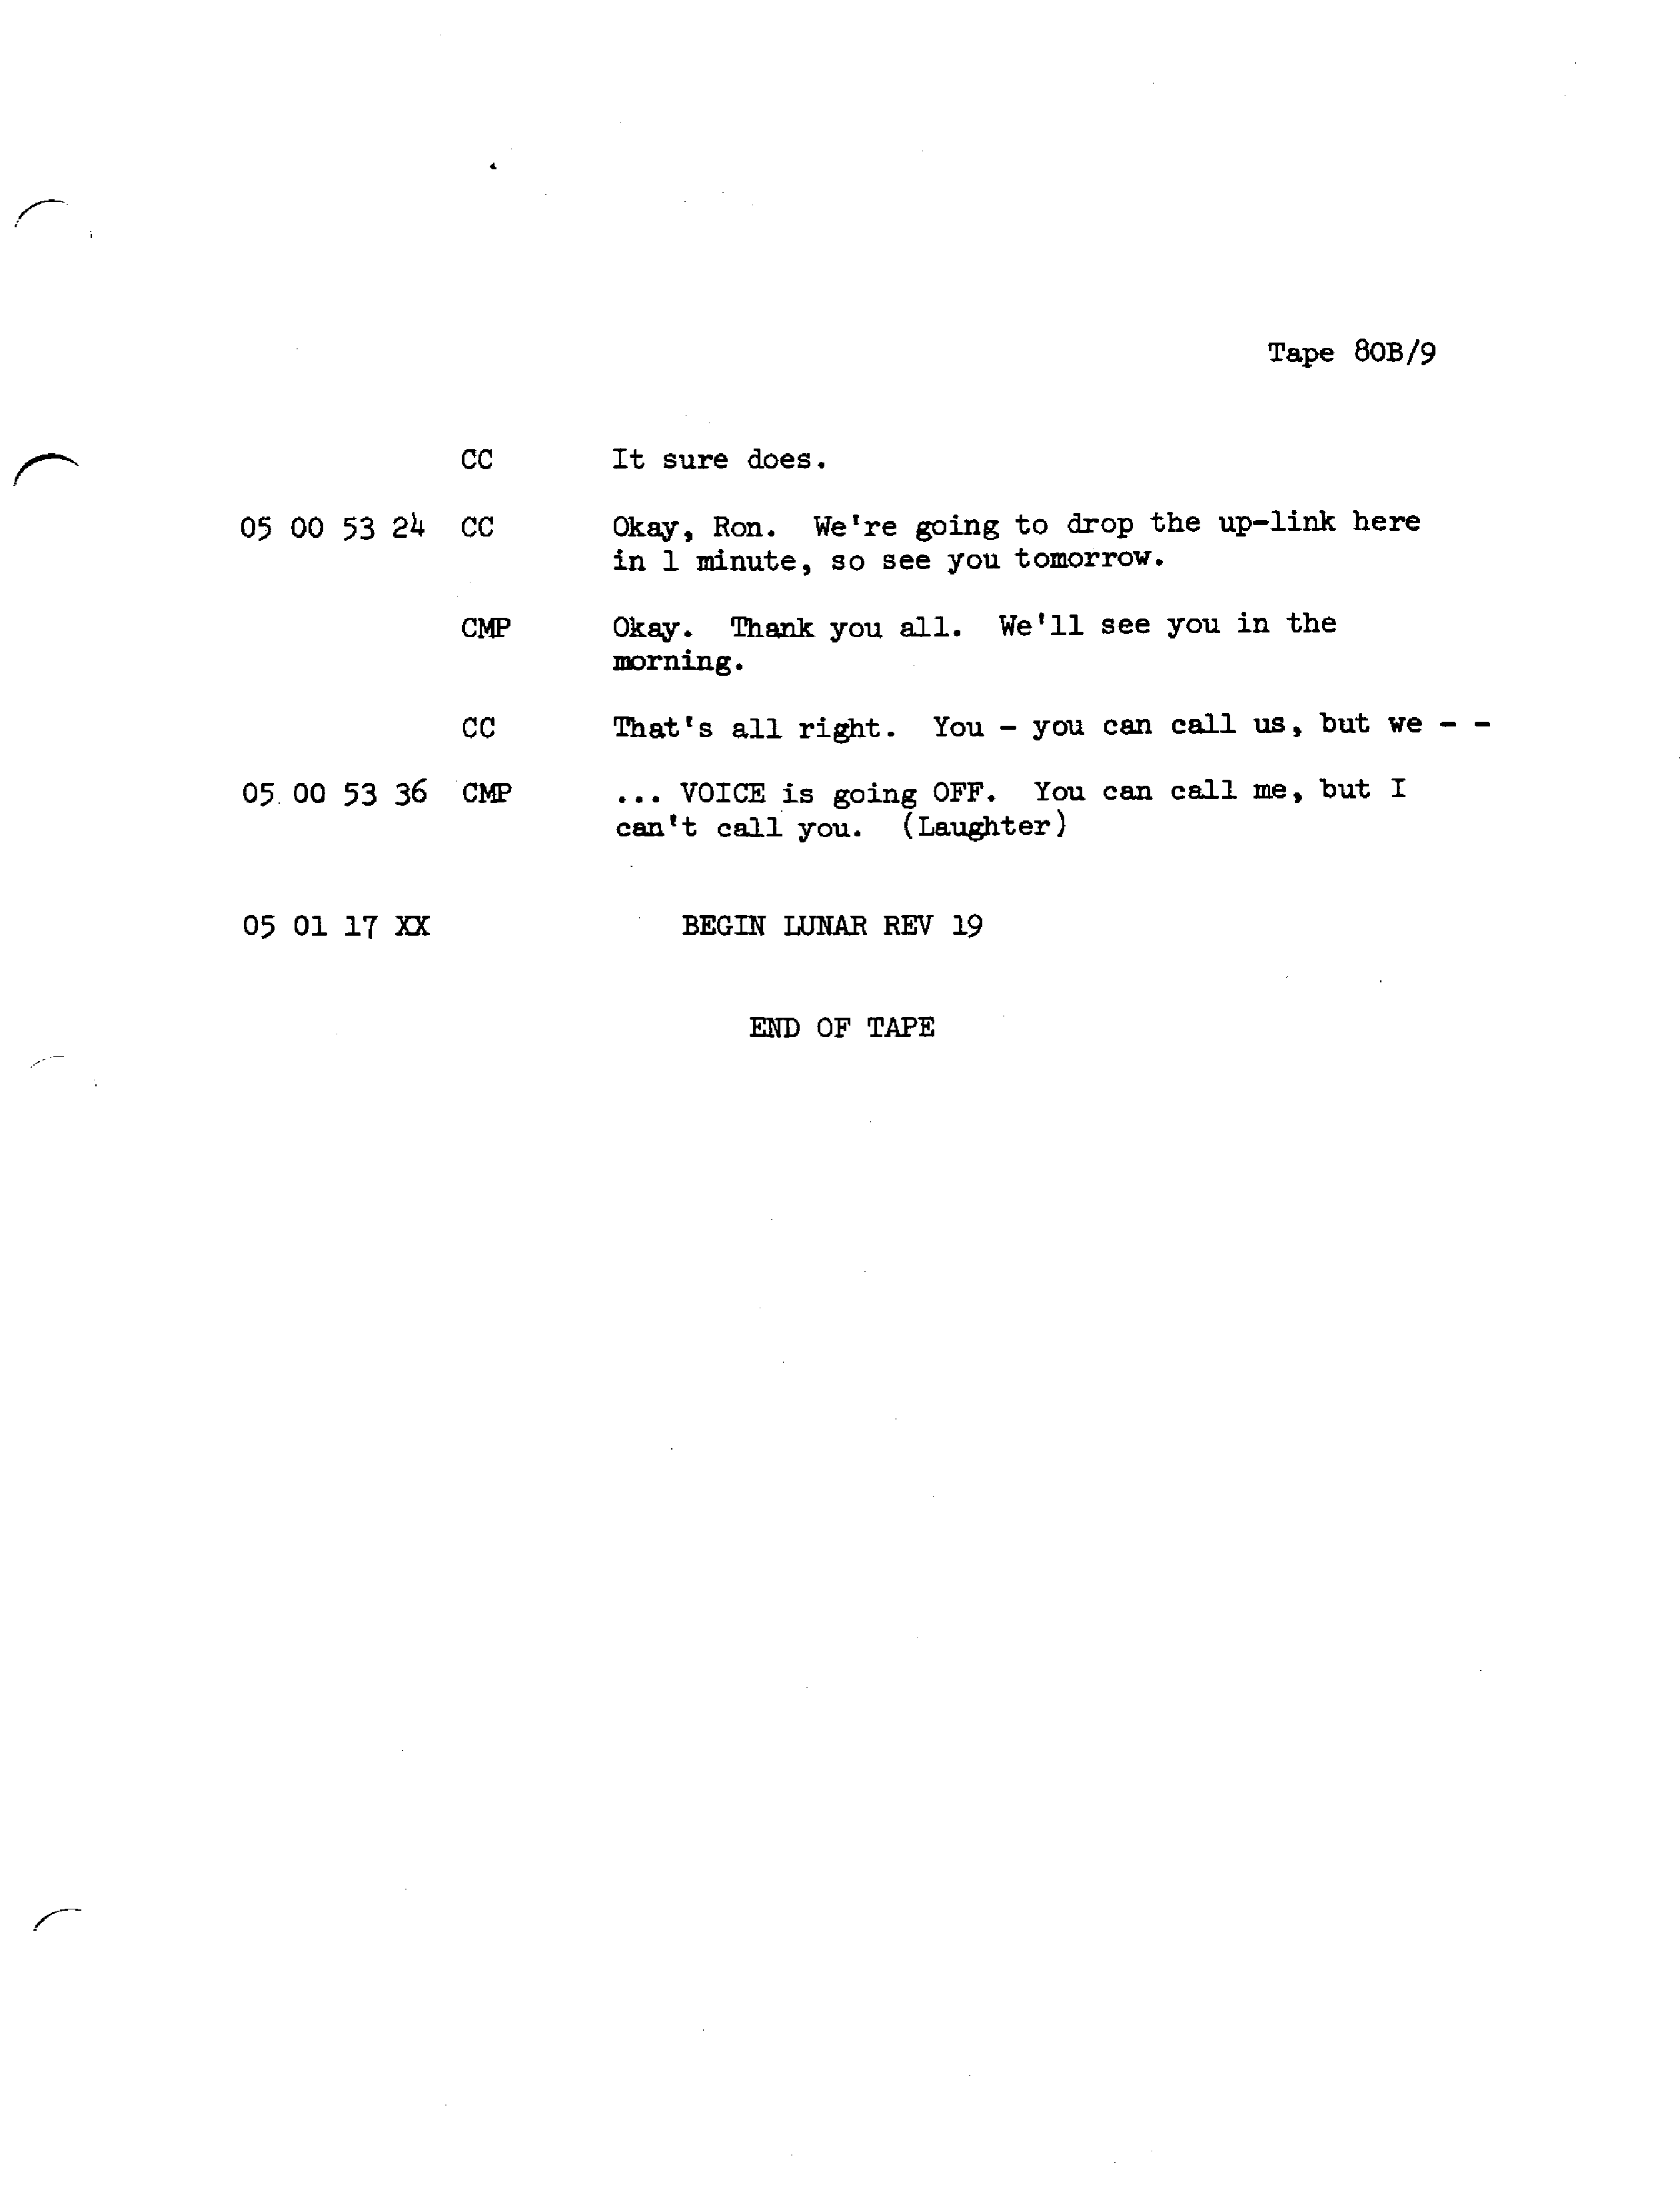 Tape 80B/9
CC It sure does.
05 00 53 24 CC Okay, Ron. We're going to drop the up-link here
in 1 minute, so see you tomorrow.
CMP Okay. Thank you all. We'll see you in the
morning.
CC That's all right. You - you can call us, but we - -
05 00 53 36 CMP ... VOICE is going OFF. You can call me, but I
can't call you. (Laughter)
05 01 17 XX BEGIN LUNAR REV 19
END OF TAPE